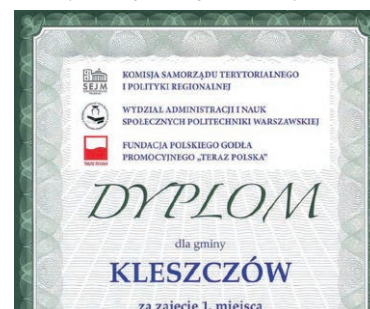 SEJM
KOMISJA SAMORZĄDU TERYTORIALNEGO
I POLITYKI REGIONALNEJ
WYDZIAŁ ADMINISTRACJI I NAUK
SPOŁECZNYCH POLITECHNIKI WARSZAWSKIEJ
FUNDACJA POLSKIEGO GODŁA
PROMOCYJNEGO „TERAZ POLSKA”
DYPLOM
dla gminy
KLESZCZÓW
za zajęcie 1. miejsca